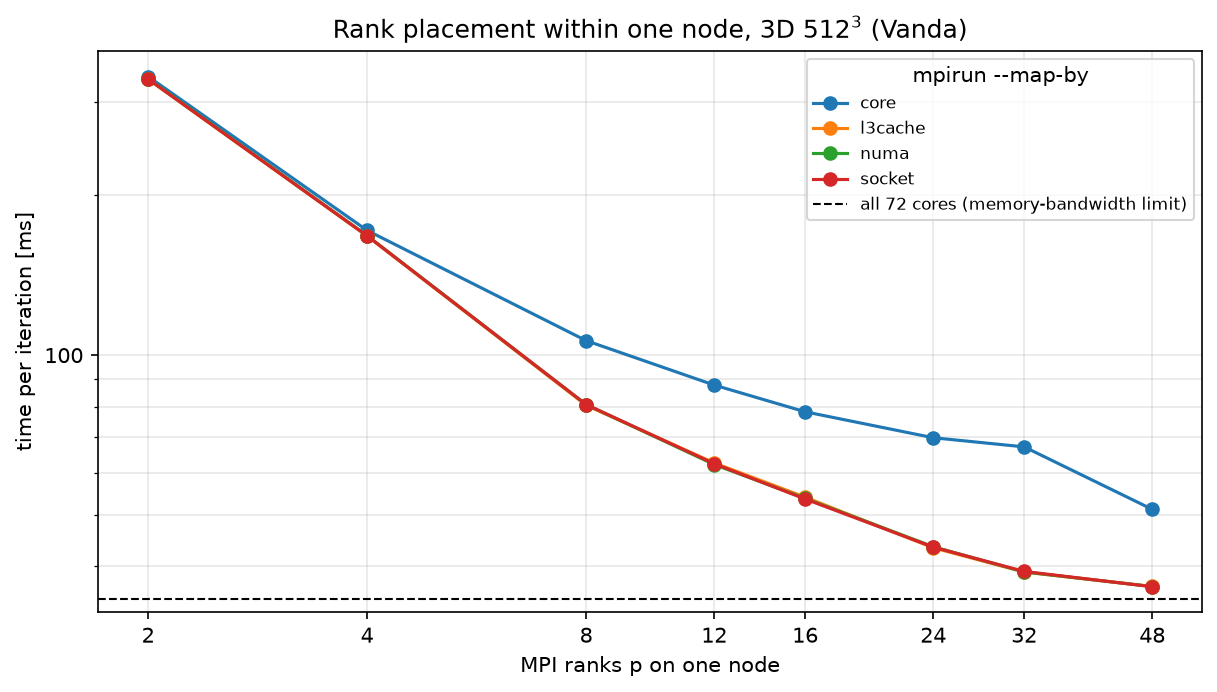 Rank placement within one node, 3D 512³ (Vanda)
mpirun --map-by
core
l3cache
numa
socket
all 72 cores (memory-bandwidth limit)
time per iteration [ms]
100
2 4 8 12 16 24 32 48
MPI ranks p on one node